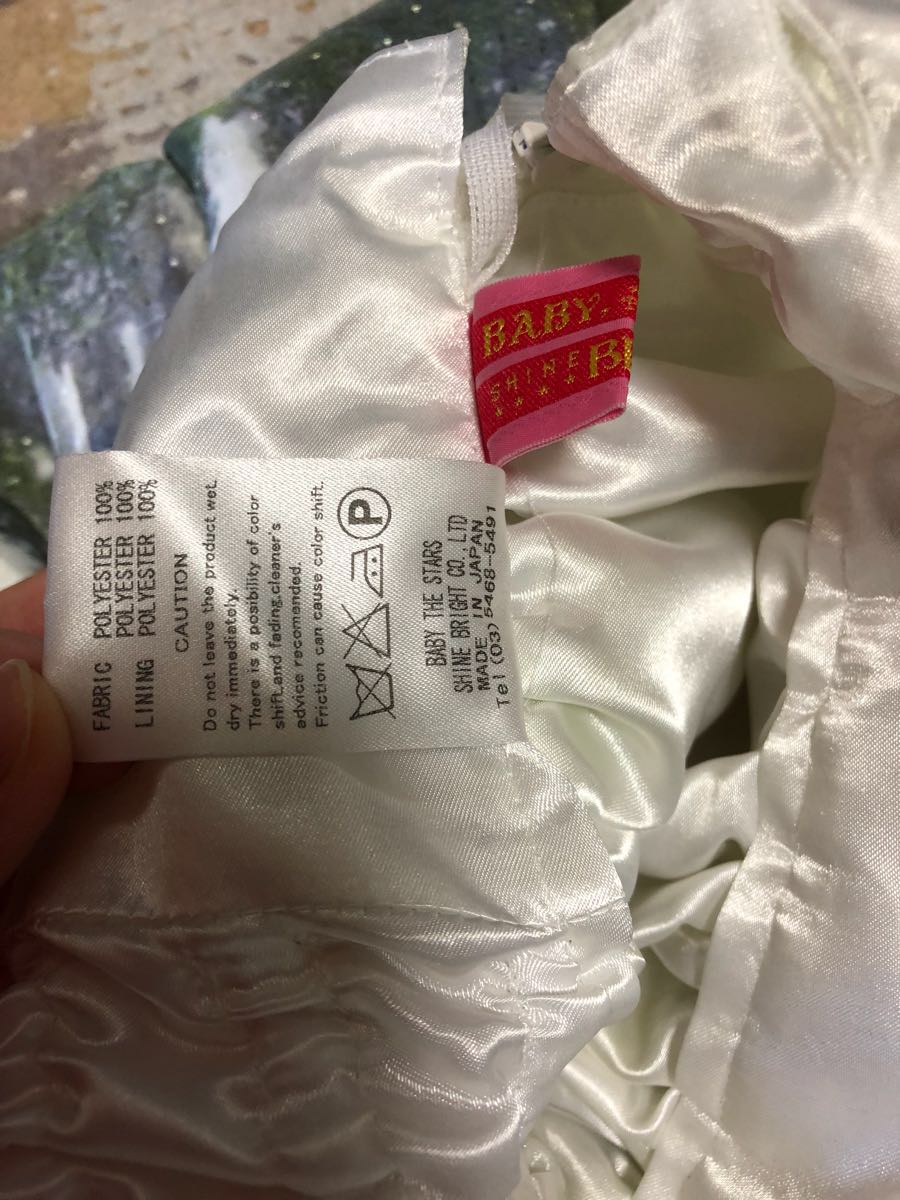 BABY,
SHINE BR
FABRIC POLYESTER 100%
POLYESTER 100%
LINING POLYESTER 100%
CAUTION
Do not leave the product wet.
dry immediately.
There is a posibility of color
shift.and fading.cleaner's
advice recomended.
Friction can cause color shift.
P
BABY THE STARS
SHINE BRIGHT CO.,LTD
MADE IN JAPAN
Tel (03)5468-5491